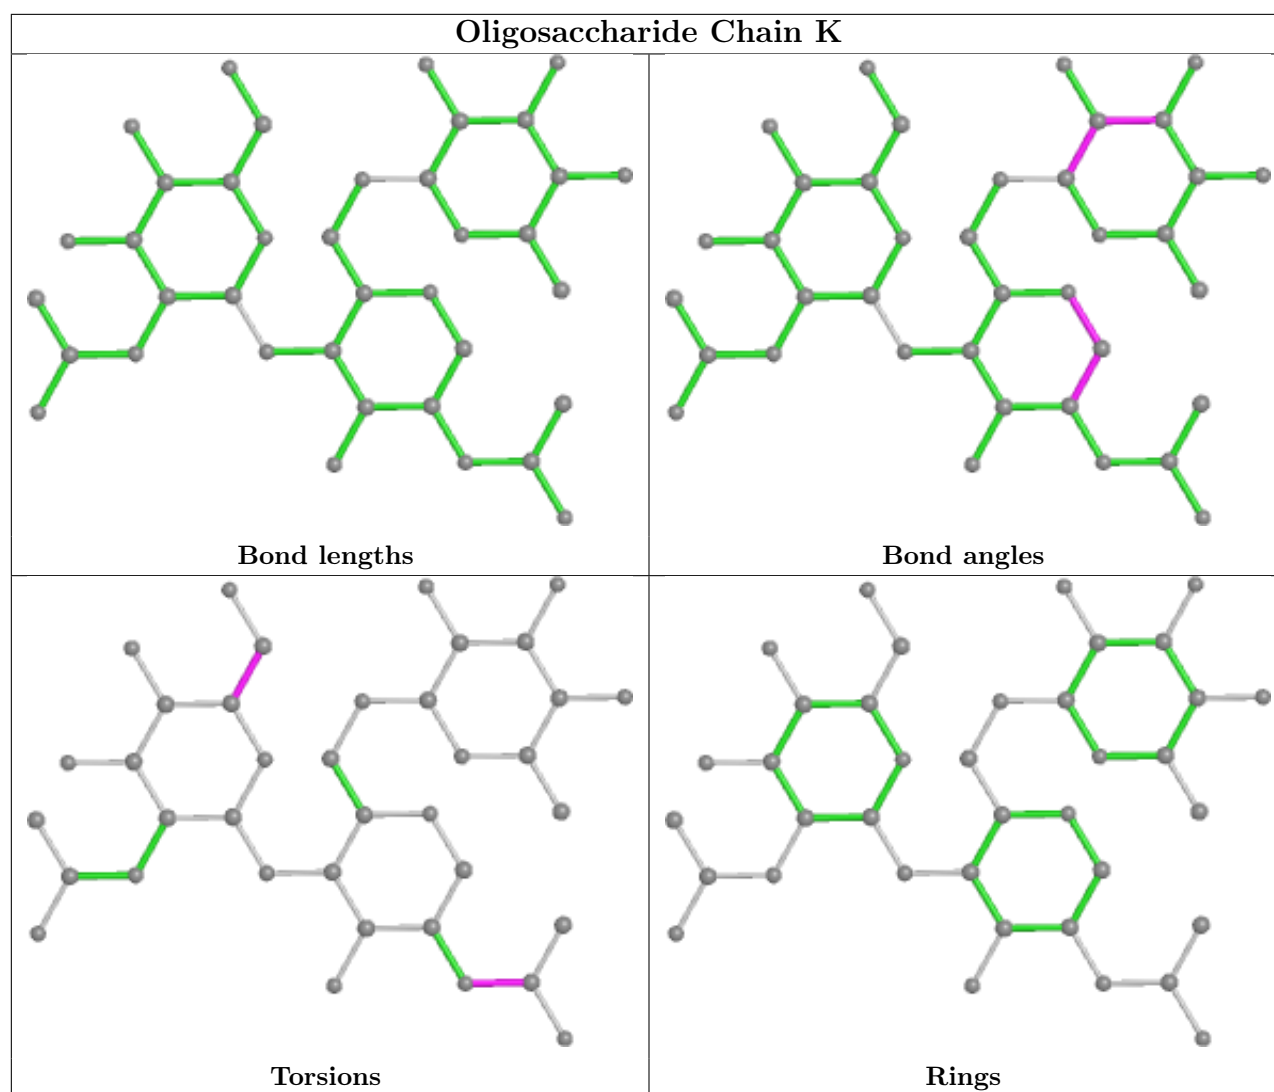 Oligosaccharide Chain K
Bond lengths
Bond angles
Torsions
Rings